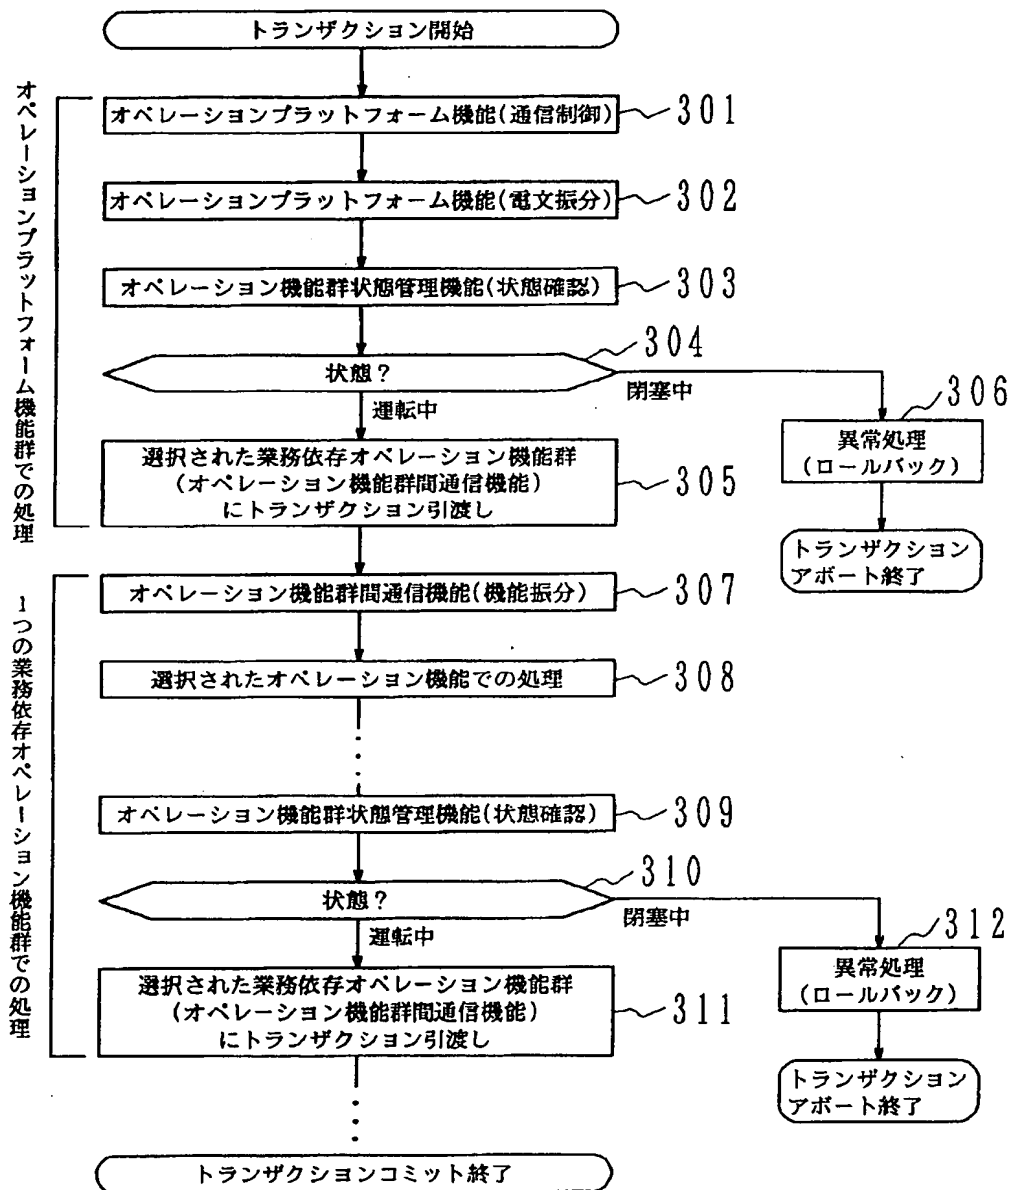 トランザクション開始
オペレーションプラットフォーム機能群での処理
オペレーションプラットフォーム機能(通信制御)
301
オペレーションプラットフォーム機能(電文振分)
302
オペレーション機能群状態管理機能(状態確認)
303
状態?
304
閉塞中
運転中
306
異常処理
(ロールバック)
選択された業務依存オペレーション機能群
(オペレーション機能群間通信機能)
にトランザクション引渡し
305
トランザクション
アボート終了
1つの業務依存オペレーション機能群での処理
オペレーション機能群間通信機能(機能振分)
307
選択されたオペレーション機能での処理
308
オペレーション機能群状態管理機能(状態確認)
309
状態?
310
閉塞中
運転中
312
異常処理
(ロールバック)
選択された業務依存オペレーション機能群
(オペレーション機能群間通信機能)
にトランザクション引渡し
311
トランザクション
アボート終了
トランザクションコミット終了